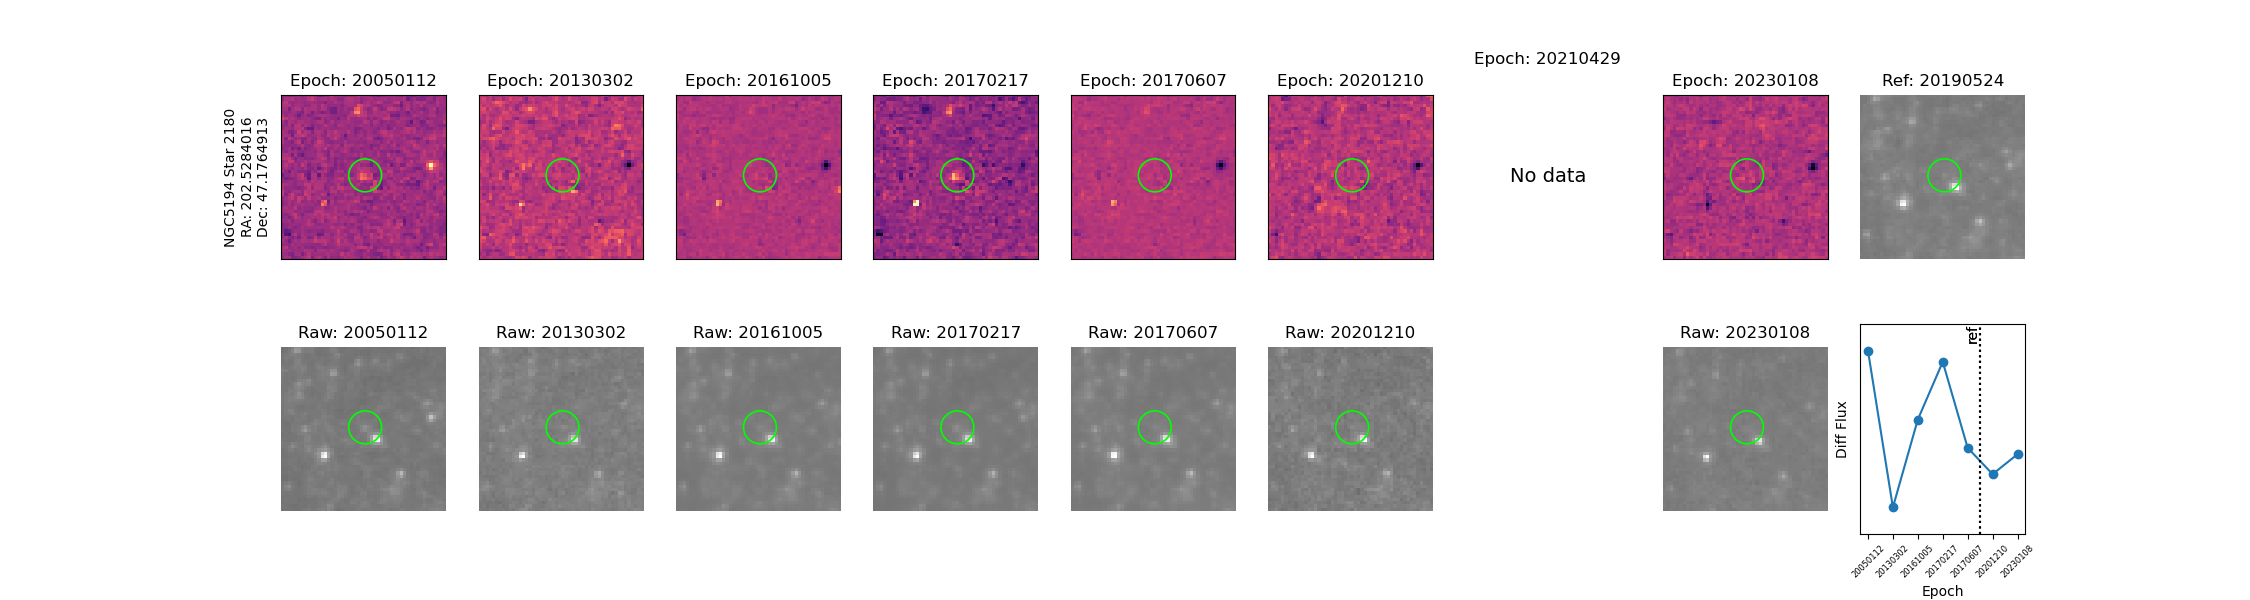 Epoch: 20210429
Epoch: 20050112
Epoch: 20130302
Epoch: 20161005
Epoch: 20170217
Epoch: 20170607
Epoch: 20201210
Epoch: 20230108
Ref: 20190524
NGC5194 Star 2180
RA: 202.5284016
Dec: 47.1764913
No data
Raw: 20050112
Raw: 20130302
Raw: 20161005
Raw: 20170217
Raw: 20170607
Raw: 20201210
Raw: 20230108
ref
Diff Flux
20050112
20130302
20161005
20170217
20170607
20201210
20230108
Epoch